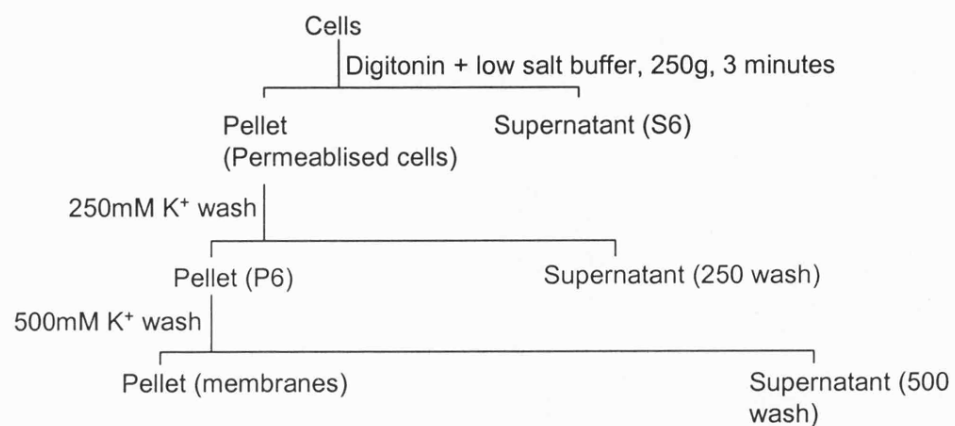 Cells
Digitonin + low salt buffer, 250g, 3 minutes
Pellet
(Permeablised cells)
Supernatant (S6)
250mM K⁺ wash
Pellet (P6)
Supernatant (250 wash)
500mM K⁺ wash
Pellet (membranes)
Supernatant (500
wash)